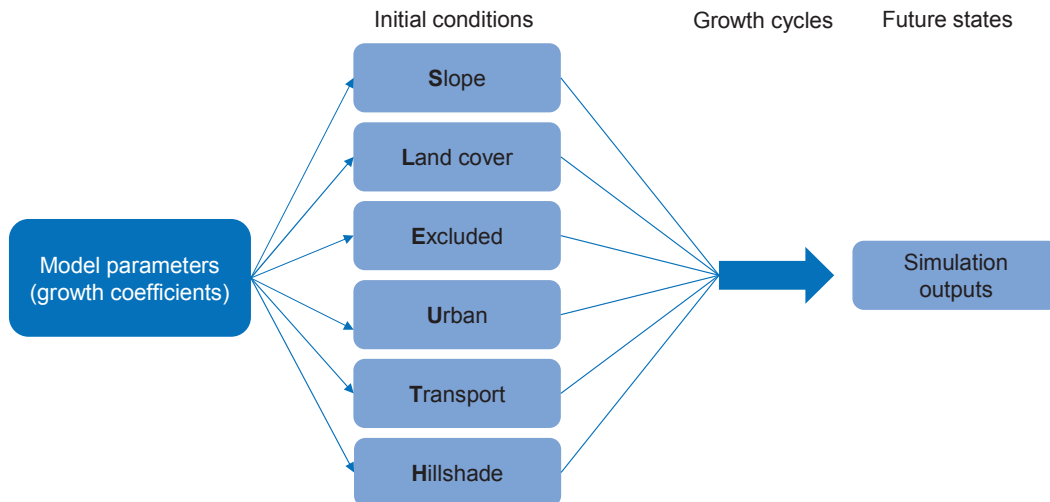 Initial conditions
Growth cycles
Future states
Slope
Land cover
Excluded
Urban
Transport
Hillshade
Model parameters
(growth coefficients)
Simulation
outputs